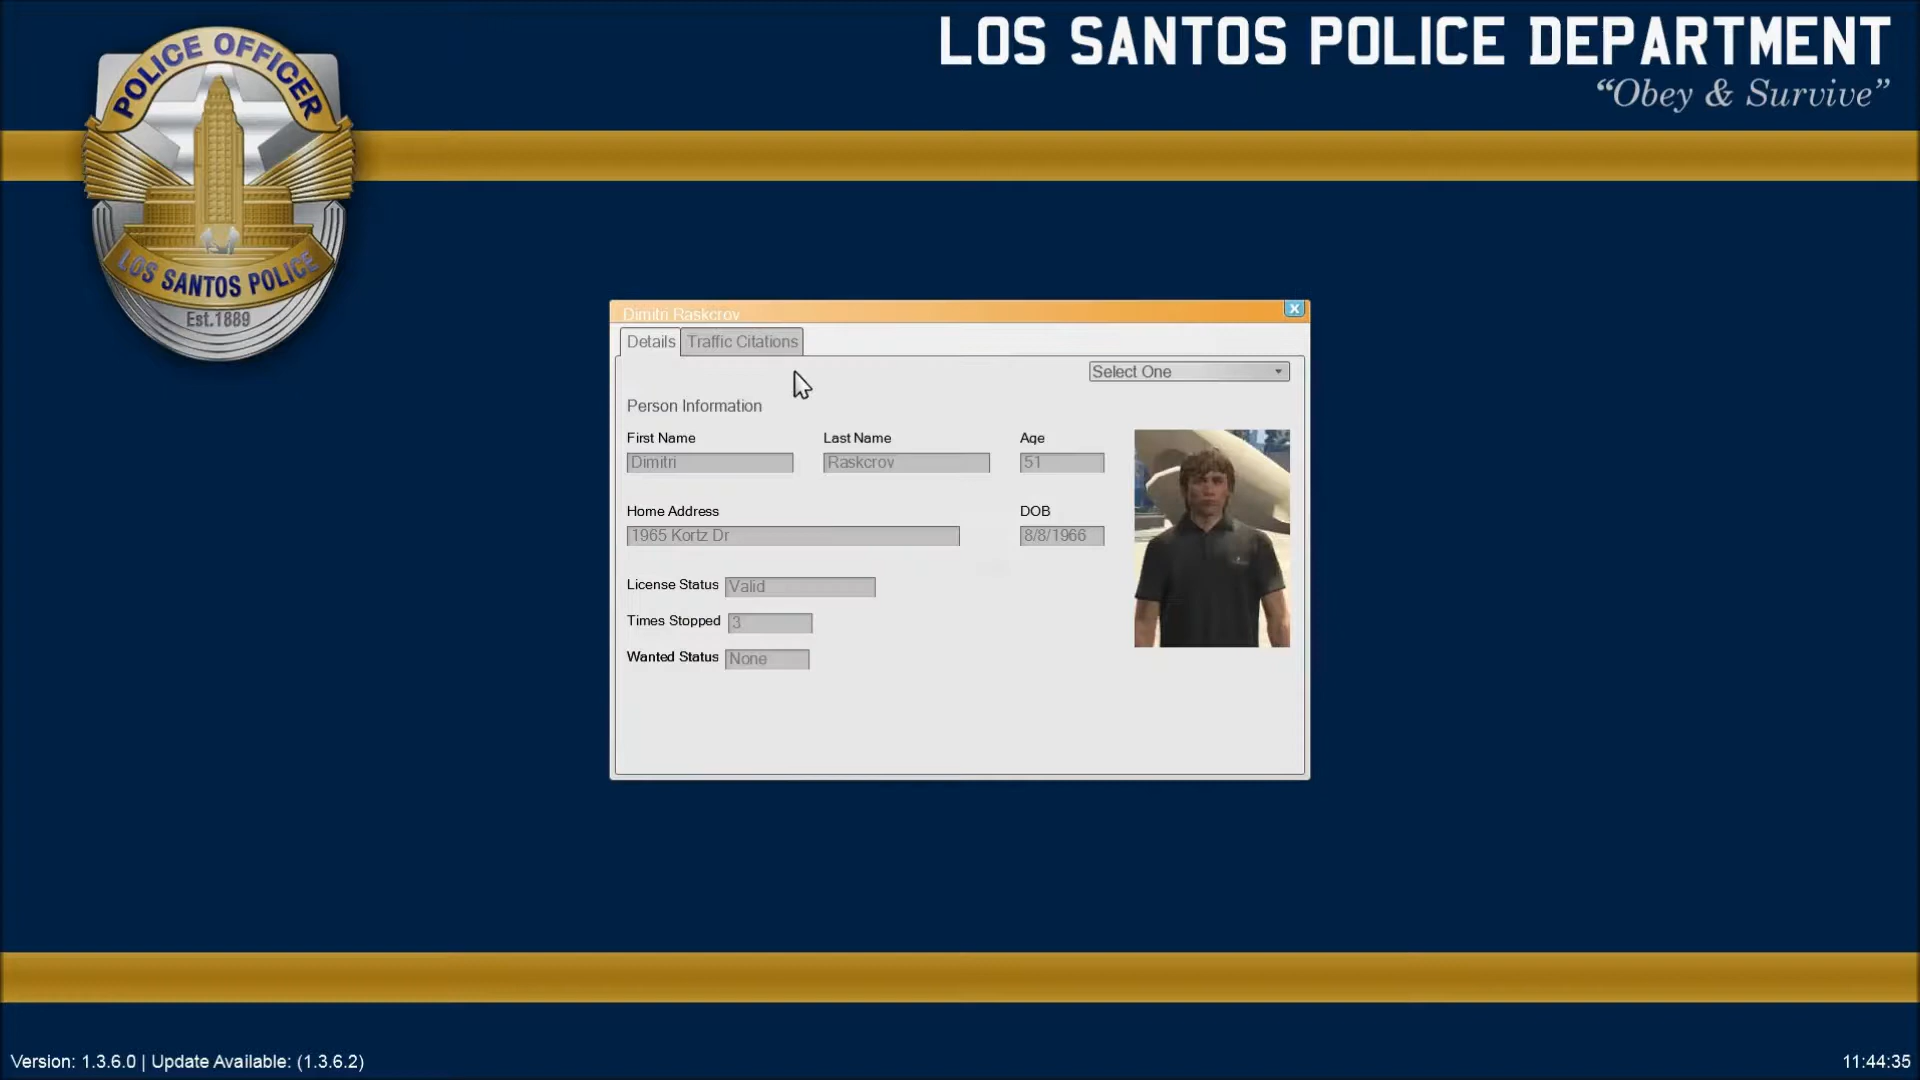 POLICE OFFICER
LOS SANTOS POLICE
Est.1889
LOS SANTOS POLICE DEPARTMENT
“Obey & Survive”
Dimitri Raskcrov
x
Details Traffic Citations
Select One
Person Information
First Name Last Name Age
Dimitri Raskcrov 51
Home Address DOB
1965 Kortz Dr 8/8/1966
License Status Valid
Times Stopped 3
Wanted Status None
Version: 1.3.6.0 | Update Available: (1.3.6.2)
11:44:35